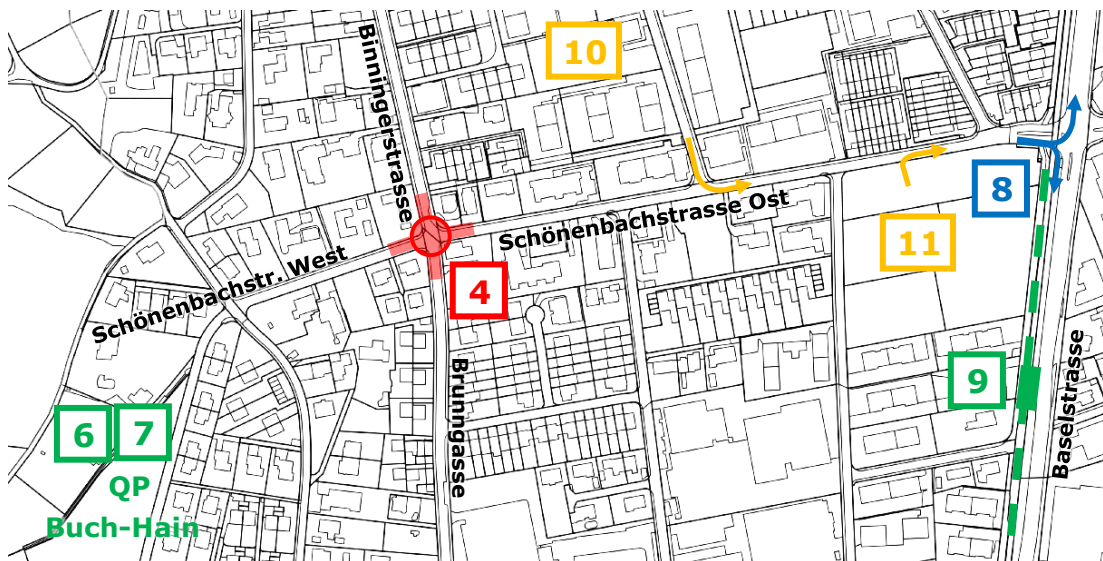 10
Binningerstrasse
8
Schönenbachstrasse Ost
11
Schönenbachstr. West
4
9
Baselstrasse
Brunngasse
6
7
QP
Buch-Hain